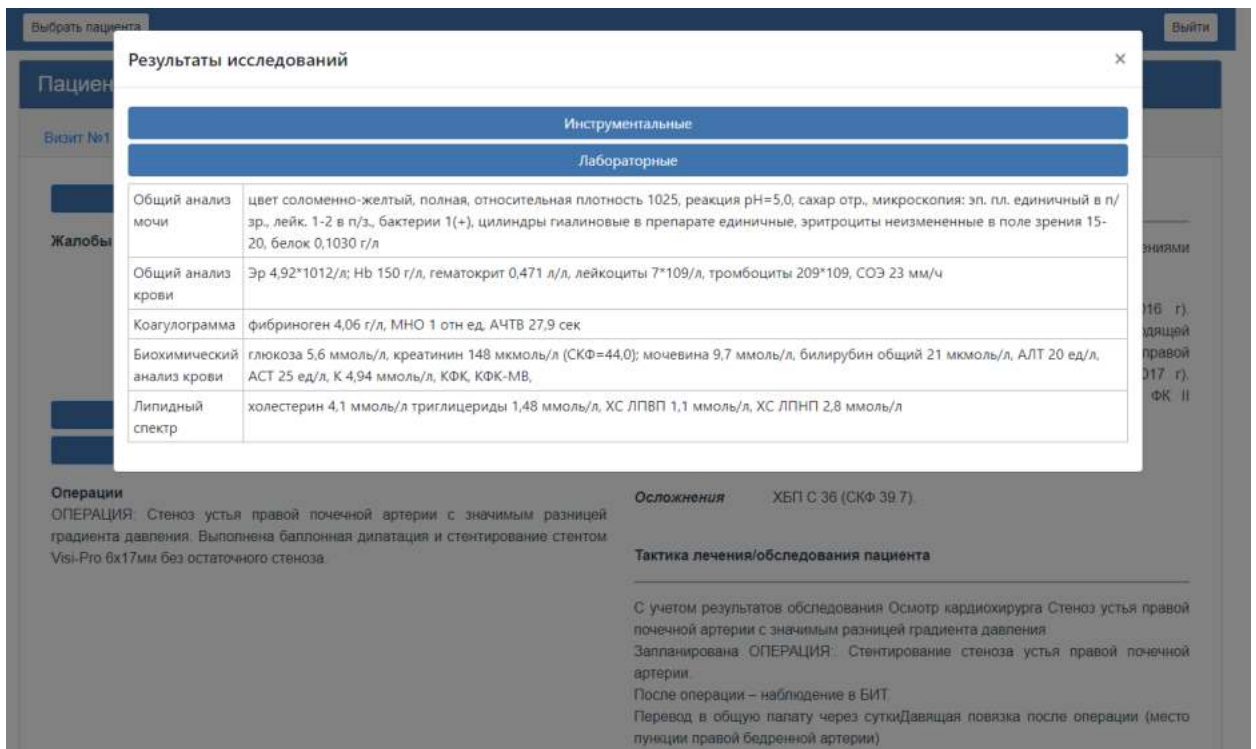 Выбрать пациента
Выйти
Результаты исследований
×
Пациен
Инструментальные
Визит №1
Лабораторные
Общий анализ мочи
цвет соломенно-желтый, полная, относительная плотность 1025, реакция pH=5,0, сахар отр., микроскопия: эп. пл. единичный в п/
зр., лейк. 1-2 в п/з., бактерии 1(+), цилиндры гиалиновые в препарате единичные, эритроциты неизмененные в поле зрения 15-
20, белок 0,1030 г/л
Жалобы
ениями
Общий анализ крови
Эр 4,92*1012/л; Hb 150 г/л, гематокрит 0,471 л/л, лейкоциты 7*109/л, тромбоциты 209*109, СОЭ 23 мм/ч
016 г).
дящей
Коагулограмма
фибриноген 4,06 г/л, МНО 1 отн ед, АЧТВ 27,9 сек
правой
Биохимический анализ крови
глюкоза 5,6 ммоль/л, креатинин 148 мкмоль/л (СКФ=44,0); мочевина 9,7 ммоль/л, билирубин общий 21 мкмоль/л, АЛТ 20 ед/л,
АСТ 25 ед/л, К 4,94 ммоль/л, КФК, КФК-МВ,
017 г).
ФК II
Липидный спектр
холестерин 4,1 ммоль/л триглицериды 1,48 ммоль/л, ХС ЛПВП 1,1 ммоль/л, ХС ЛПНП 2,8 ммоль/л
Операции
ОПЕРАЦИЯ: Стеноз устья правой почечной артерии с значимым разницей
градиента давления. Выполнена баллонная дилатация и стентирование стентом
Visi-Pro 6х17мм без остаточного стеноза.
Осложнения ХБП С 3б (СКФ 39.7).
Тактика лечения/обследования пациента
С учетом результатов обследования Осмотр кардиохирурга Стеноз устья правой
почечной артерии с значимым разницей градиента давления
Запланирована ОПЕРАЦИЯ:. Стентирование стеноза устья правой почечной
артерии.
После операции – наблюдение в БИТ.
Перевод в общую палату через суткиДавящая повязка после операции (место
пункции правой бедренной артерии)